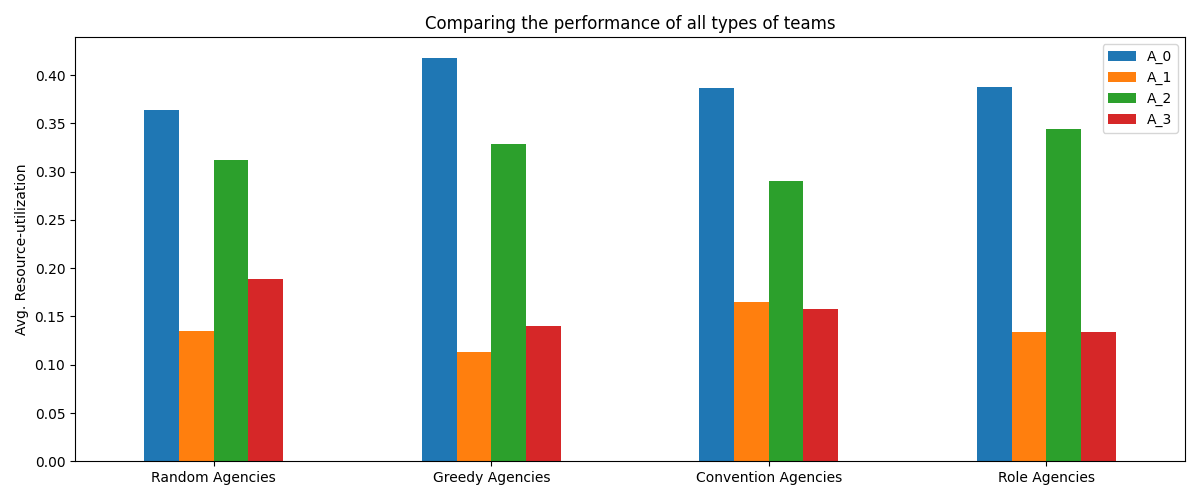 Comparing the performance of all types of teams
A_0
A_1
A_2
A_3
Avg. Resource-utilization
0.40
0.35
0.30
0.25
0.20
0.15
0.10
0.05
0.00
Random Agencies
Greedy Agencies
Convention Agencies
Role Agencies